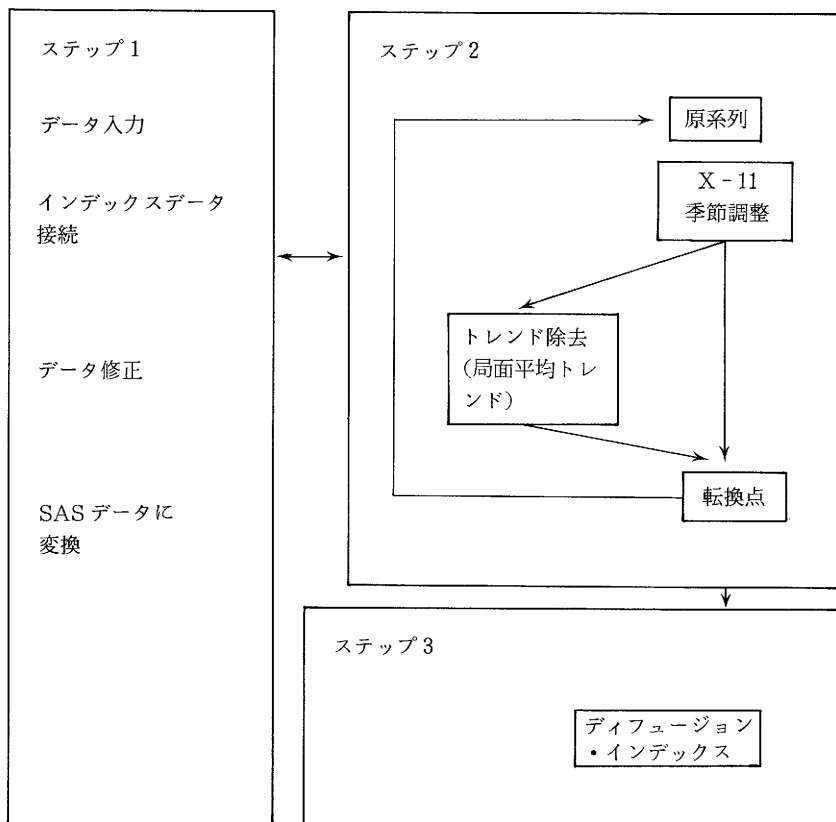 ステップ1
データ入力
インデックスデータ
接続
データ修正
SASデータに
変換
ステップ2
原系列
X-11
季節調整
トレンド除去
(局面平均トレ
ンド)
転換点
ステップ3
ディフュージョン
・インデックス